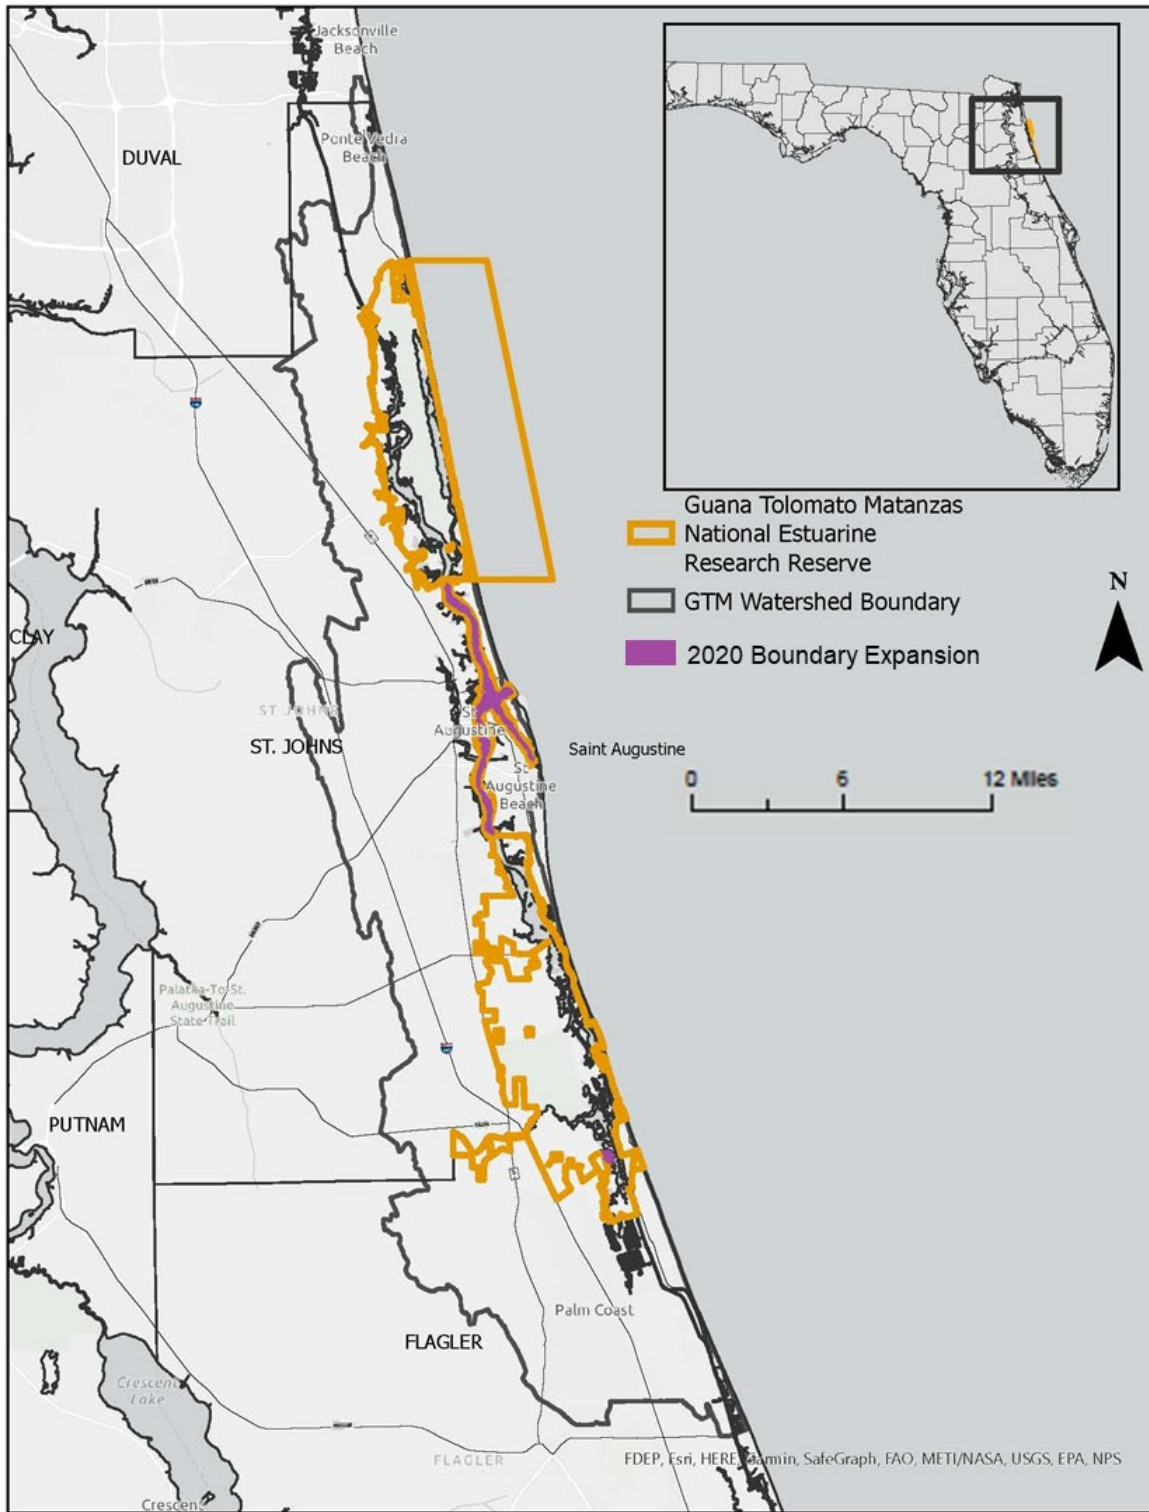 Jacksonville
Beach
Ponte Vedra
Beach
DUVAL
Guana Tolomato Matanzas
National Estuarine
Research Reserve
GTM Watershed Boundary
2020 Boundary Expansion
N
CLAY
ST JOHNS
St
Augustine
ST. JOHNS
Saint Augustine
St
Augustine
Beach
0 6 12 Miles
Palatka-To-St.
Augustine
State Trail
PUTNAM
Palm Coast
FLAGLER
Crescent
Lake
FLAGLER
FDEP, Esri, HERE, Garmin, SafeGraph, FAO, METI/NASA, USGS, EPA, NPS
Crescent